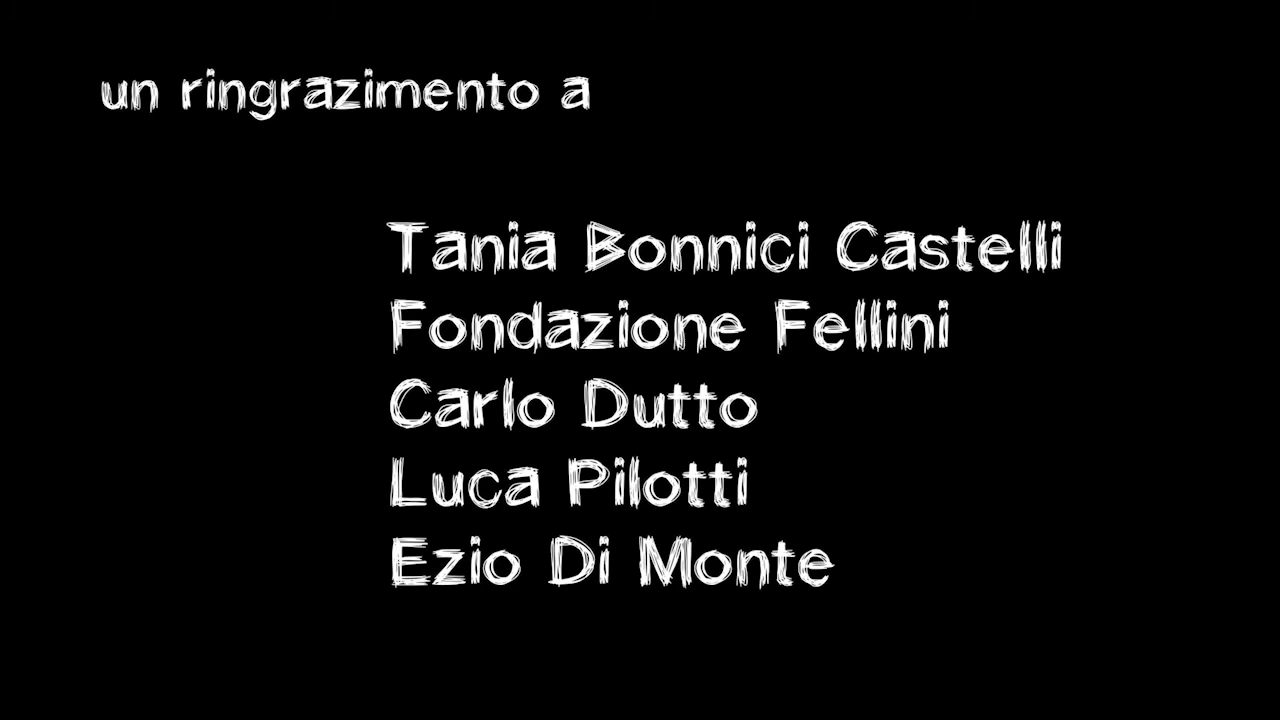 un ringrazimento a
Tania Bonnici Castelli
Fondazione Fellini
Carlo Dutto
Luca Pilotti
Ezio Di Monte